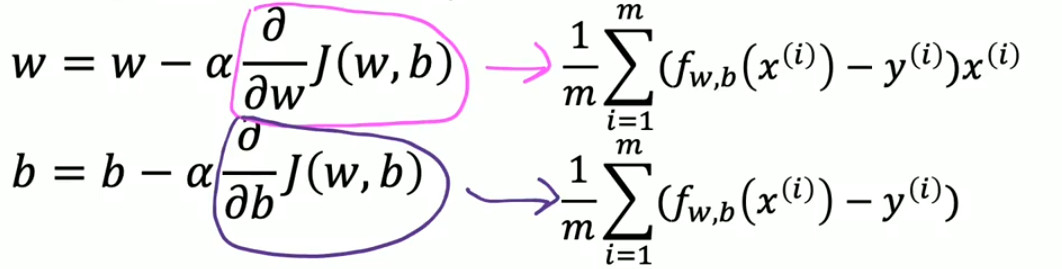 w = w − α ∂/∂w J(w, b) → 1/m ∑_{i=1}^{m} (f_{w,b}(x^{(i)}) − y^{(i)})x^{(i)}
b = b − α ∂/∂b J(w, b) → 1/m ∑_{i=1}^{m} (f_{w,b}(x^{(i)}) − y^{(i)})